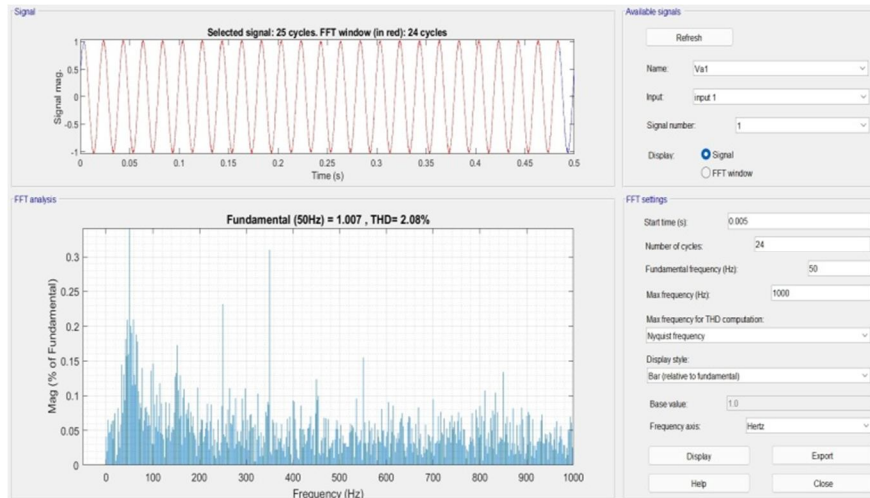 Signal
Selected signal: 25 cycles. FFT window (in red): 24 cycles
1
0.5
0
-0.5
-1
Signal mag.
0 0.05 0.1 0.15 0.2 0.25 0.3 0.35 0.4 0.45 0.5
Time (s)
FFT analysis
Fundamental (50Hz) = 1.007 , THD= 2.08%
0.3
0.25
0.2
0.15
0.1
0.05
0
Mag (% of Fundamental)
0 100 200 300 400 500 600 700 800 900 1000
Frequency (Hz)
Available signals
Refresh
Name: Va1
Input: input 1
Signal number: 1
Display: Signal
FFT window
FFT settings
Start time (s): 0.005
Number of cycles: 24
Fundamental frequency (Hz): 50
Max frequency (Hz): 1000
Max frequency for THD computation:
Nyquist frequency
Display style:
Bar (relative to fundamental)
Base value: 1.0
Frequency axis: Hertz
Display Export
Help Close